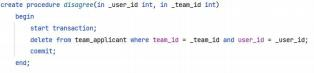 create procedure disagree(in _user_id int, in _team_id int)
begin
start transaction;
delete from team_applicant where team_id = _team_id and user_id = _user_id;
commit;
end;